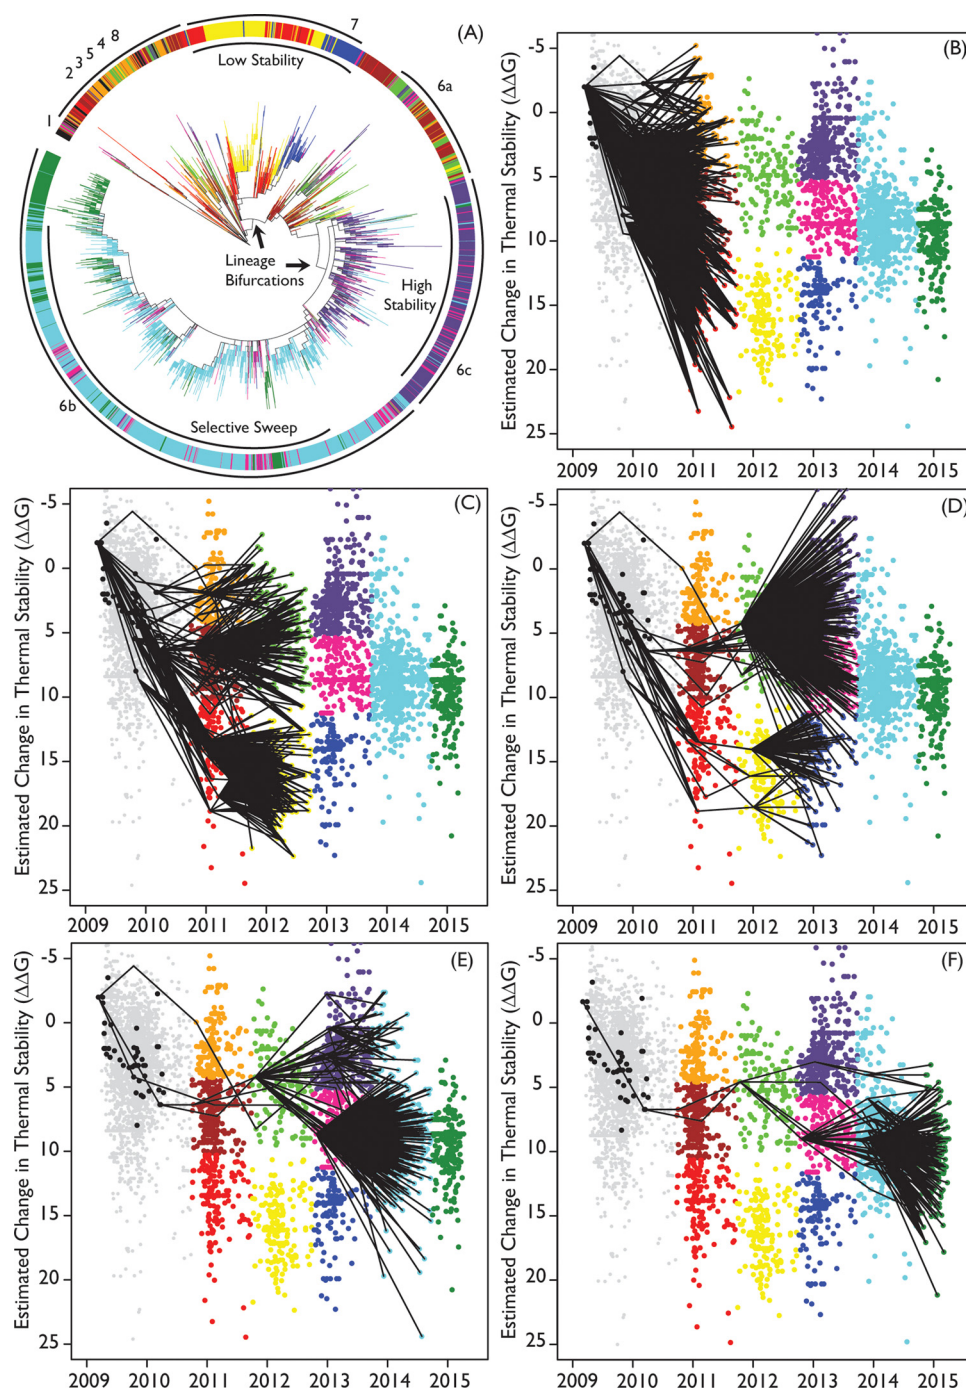 (A)
1
2
3
5
4
8
7
6a
6c
6b
Low Stability
Lineage
Bifurcations
High
Stability
Selective Sweep
(B)
Estimated Change in Thermal Stability (ΔΔG)
-5
0
5
10
15
20
25
2009 2010 2011 2012 2013 2014 2015
(C)
Estimated Change in Thermal Stability (ΔΔG)
-5
0
5
10
15
20
25
2009 2010 2011 2012 2013 2014 2015
(D)
Estimated Change in Thermal Stability (ΔΔG)
-5
0
5
10
15
20
25
2009 2010 2011 2012 2013 2014 2015
(E)
Estimated Change in Thermal Stability (ΔΔG)
-5
0
5
10
15
20
25
2009 2010 2011 2012 2013 2014 2015
(F)
Estimated Change in Thermal Stability (ΔΔG)
-5
0
5
10
15
20
25
2009 2010 2011 2012 2013 2014 2015